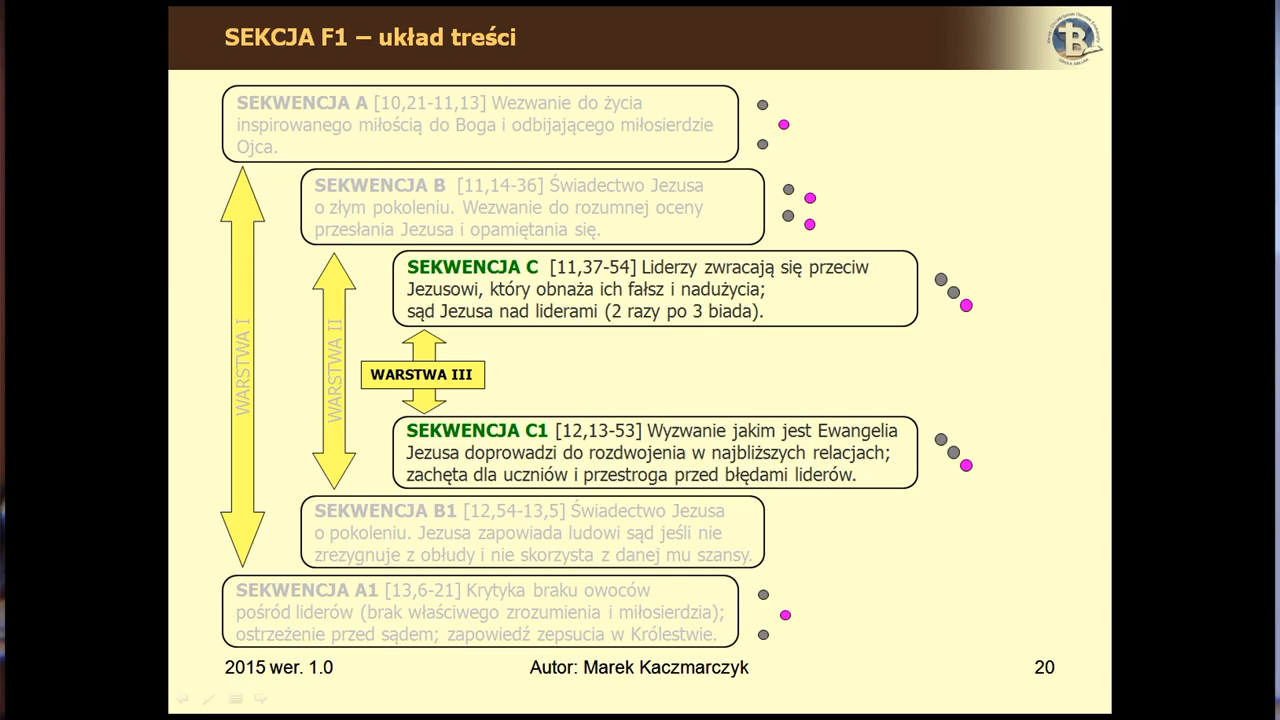 SEKCJA F1 – układ treści
SEKWENCJA A [10,21-11,13] Wezwanie do życia
inspirowanego miłością do Boga i odbijającego miłosierdzie
Ojca.
SEKWENCJA B [11,14-36] Świadectwo Jezusa
o złym pokoleniu. Wezwanie do rozumnej oceny
przesłania Jezusa i opamiętania się.
SEKWENCJA C [11,37-54] Liderzy zwracają się przeciw
Jezusowi, który obnaża ich fałsz i nadużycia;
sąd Jezusa nad liderami (2 razy po 3 biada).
WARSTWA I
WARSTWA II
WARSTWA III
SEKWENCJA C1 [12,13-53] Wyzwanie jakim jest Ewangelia
Jezusa doprowadzi do rozdwojenia w najbliższych relacjach;
zachęta dla uczniów i przestroga przed błędami liderów.
SEKWENCJA B1 [12,54-13,5] Świadectwo Jezusa
o pokoleniu. Jezusa zapowiada ludowi sąd jeśli nie
zrezygnuje z obłudy i nie skorzysta z danej mu szansy.
SEKWENCJA A1 [13,6-21] Krytyka braku owoców
pośród liderów (brak właściwego zrozumienia i miłosierdzia);
ostrzeżenie przed sądem; zapowiedź zepsucia w Królestwie.
2015 wer. 1.0
Autor: Marek Kaczmarczyk
20